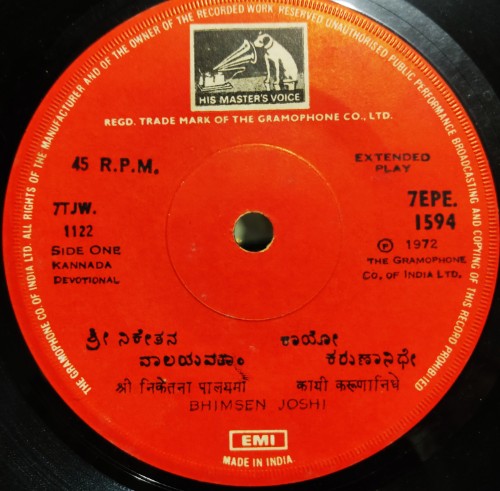 THE GRAMOPHONE CO. OF INDIA LTD. ALL RIGHTS OF THE MANUFACTURER AND OF THE OWNER OF THE RECORDED WORK RESERVED UNAUTHORISED PUBLIC PERFORMANCE BROADCASTING AND COPYING OF THIS RECORD PROHIBITED
HIS MASTER'S VOICE
REGD. TRADE MARK OF THE GRAMOPHONE CO., LTD.
45 R.P.M.
EXTENDED PLAY
7TJW.
1122
SIDE ONE
KANNADA
DEVOTIONAL
7EPE.
1594
Ⓟ 1972
THE GRAMOPHONE
CO. OF INDIA LTD.
ಶ್ರೀ ನಿಕೇತನ
ಪಾಲಯಮಾಂ
ಕಾಯೋ
ಕರುಣಾನಿಧೇ
श्री निकेतना पालयमां कायी करूणानिधे
BHIMSEN JOSHI
EMI
MADE IN INDIA